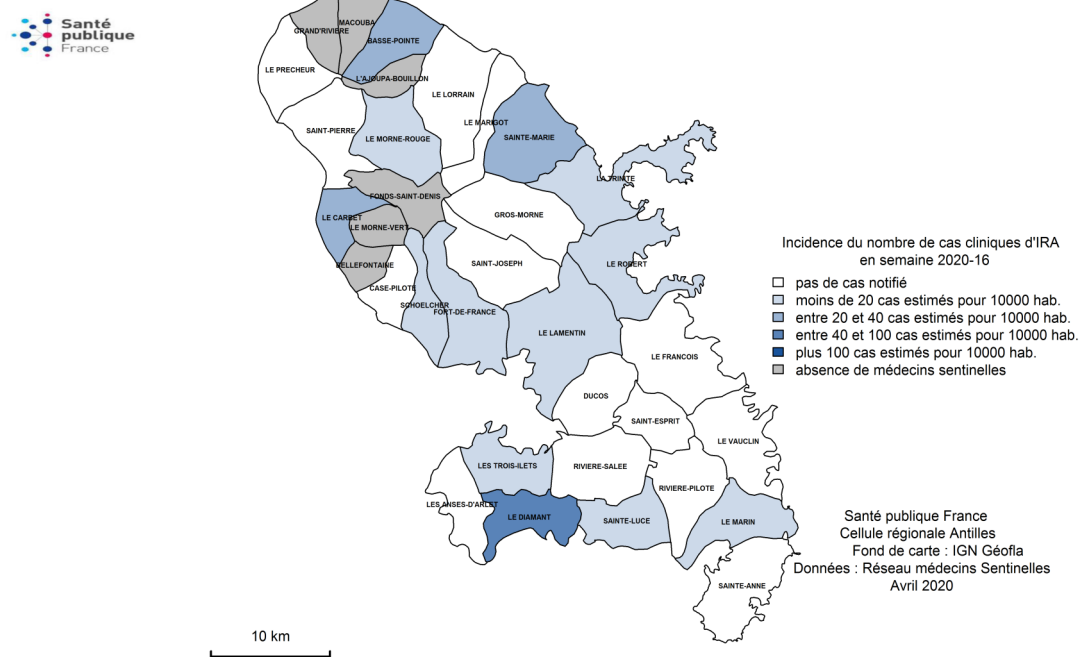 Santé
publique
France
MACOUBA
GRAND'RIVIERE
BASSE-POINTE
LE PRECHEUR
L'AJOUPA-BOUILLON
LE LORRAIN
LE MARIGOT
SAINT-PIERRE
LE MORNE-ROUGE
SAINTE-MARIE
LA TRINITE
FONDS-SAINT-DENIS
LE CARBET
GROS-MORNE
LE MORNE-VERT
BELLEFONTAINE
SAINT-JOSEPH
LE ROBERT
CASE-PILOTE
SCHOELCHER
FORT-DE-FRANCE
LE LAMENTIN
LE FRANCOIS
DUCOS
SAINT-ESPRIT
LE VAUCLIN
LES TROIS-ILETS
RIVIERE-SALEE
RIVIERE-PILOTE
LES ANSES-D'ARLET
LE DIAMANT
SAINTE-LUCE
LE MARIN
SAINTE-ANNE
Incidence du nombre de cas cliniques d'IRA
en semaine 2020-16
pas de cas notifié
moins de 20 cas estimés pour 10000 hab.
entre 20 et 40 cas estimés pour 10000 hab.
entre 40 et 100 cas estimés pour 10000 hab.
plus 100 cas estimés pour 10000 hab.
absence de médecins sentinelles
Santé publique France
Cellule régionale Antilles
Fond de carte : IGN Géofla
Données : Réseau médecins Sentinelles
Avril 2020
10 km